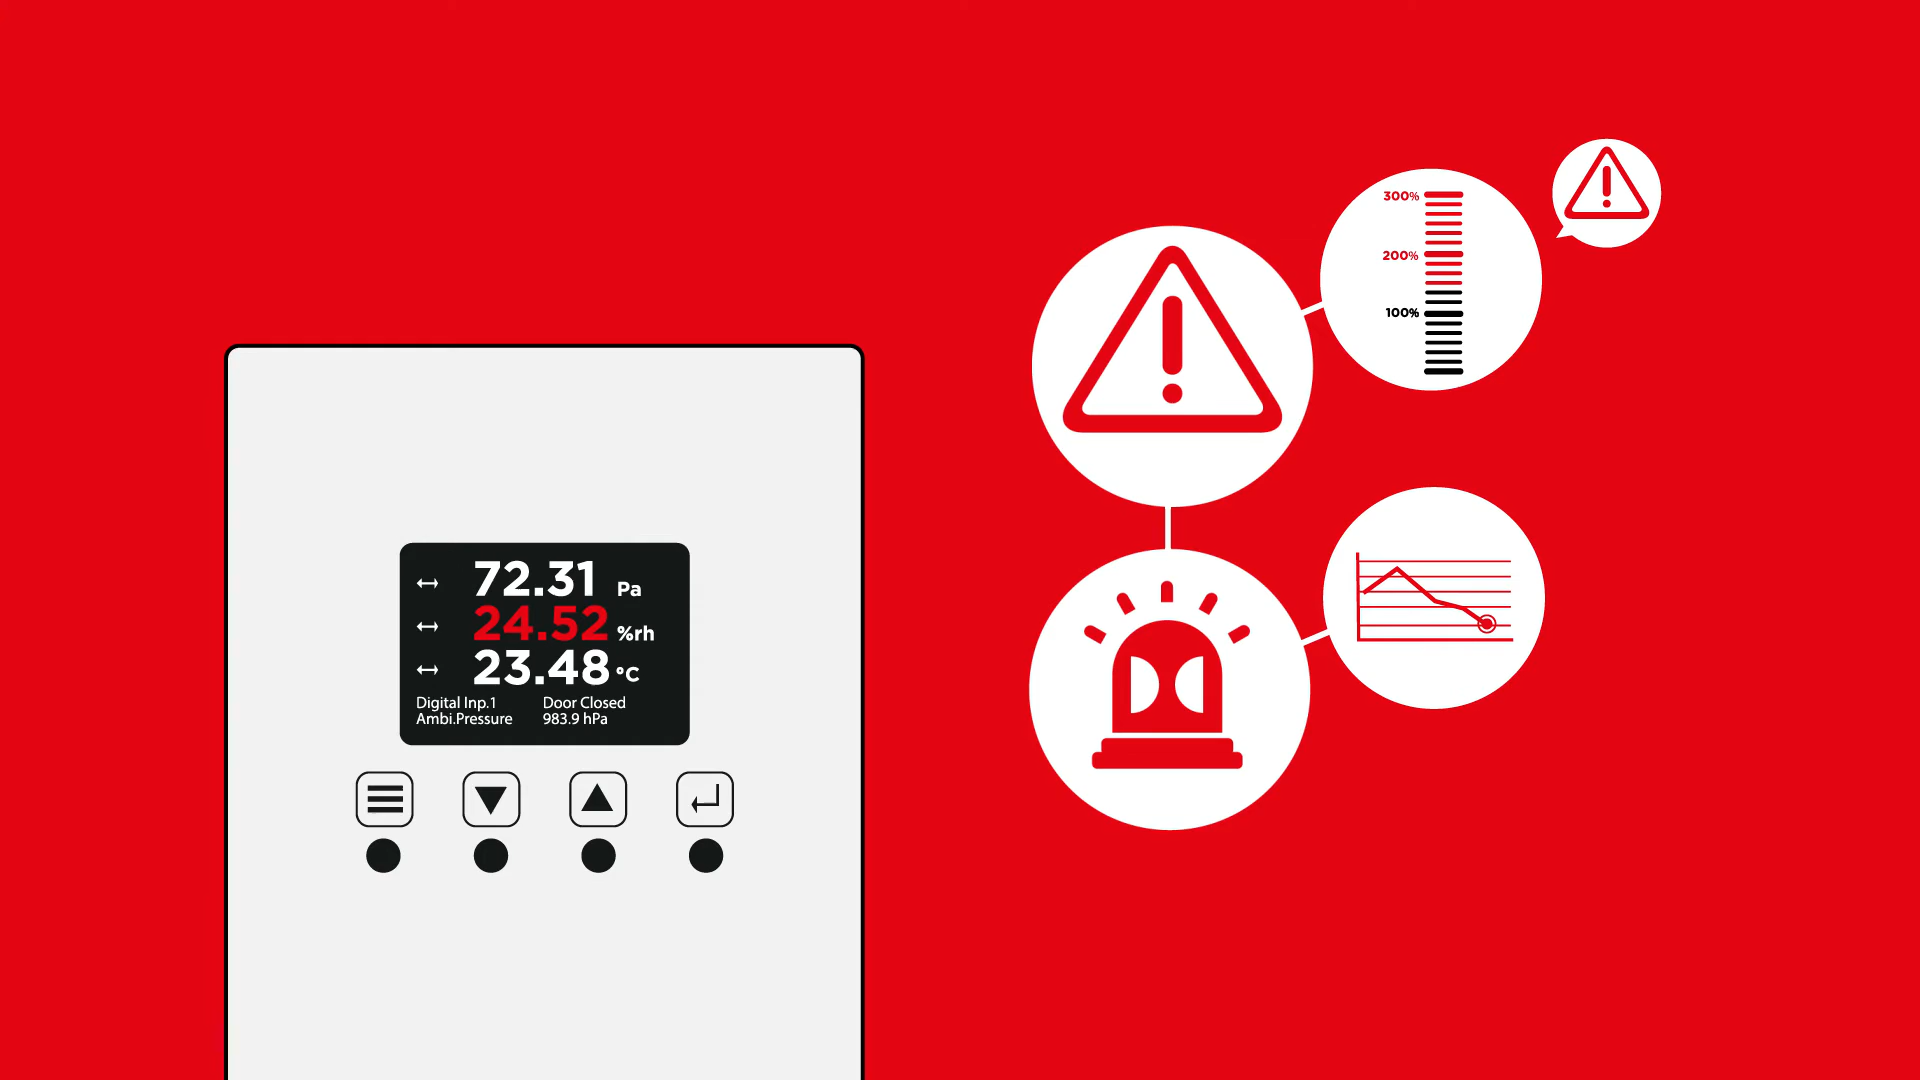 72.31 Pa
24.52 %rh
23.48 °C
Digital Inp.1 Door Closed
Ambi.Pressure 983.9 hPa
300%
200%
100%